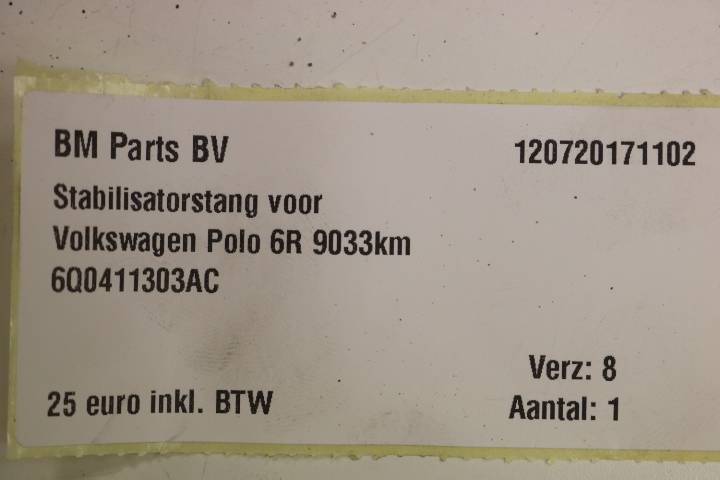 BM Parts BV
120720171102
Stabilisatorstang voor
Volkswagen Polo 6R 9033km
6Q0411303AC
Verz: 8
25 euro inkl. BTW
Aantal: 1